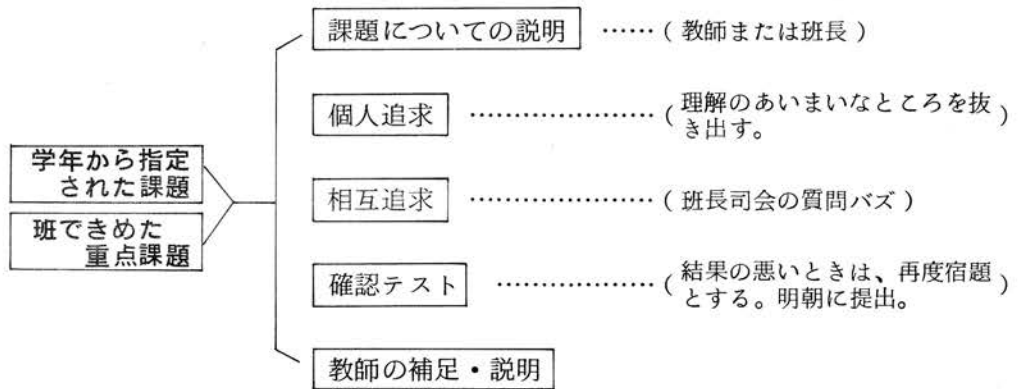 学年から指定
された課題
班できめた
重点課題
課題についての説明 ……(教師または班長)
個人追求 …………………(理解のあいまいなところを抜
き出す。)
相互追求 …………………(班長司会の質問バズ)
確認テスト ………………(結果の悪いときは、再度宿題
とする。明朝に提出。)
教師の補足・説明